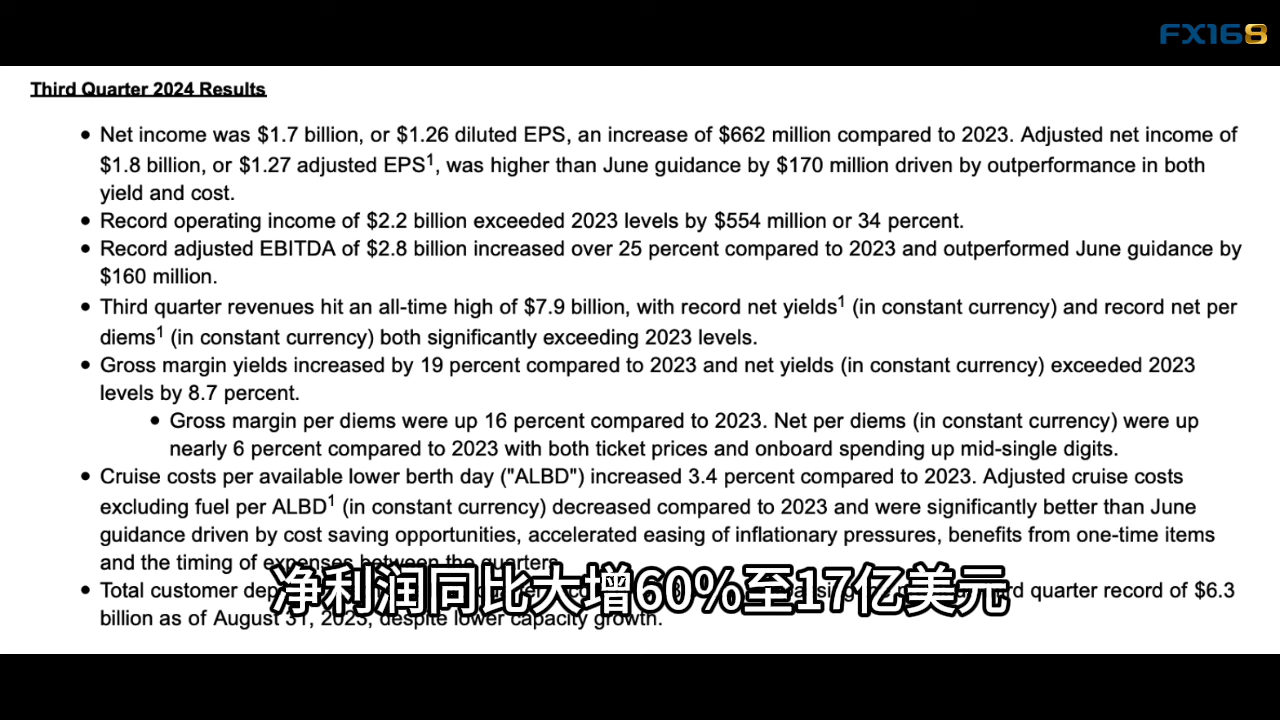 FX168
Third Quarter 2024 Results
• Net income was $1.7 billion, or $1.26 diluted EPS, an increase of $662 million compared to 2023. Adjusted net income of
$1.8 billion, or $1.27 adjusted EPS¹, was higher than June guidance by $170 million driven by outperformance in both
yield and cost.
• Record operating income of $2.2 billion exceeded 2023 levels by $554 million or 34 percent.
• Record adjusted EBITDA of $2.8 billion increased over 25 percent compared to 2023 and outperformed June guidance by
$160 million.
• Third quarter revenues hit an all-time high of $7.9 billion, with record net yields¹ (in constant currency) and record net per
diems¹ (in constant currency) both significantly exceeding 2023 levels.
• Gross margin yields increased by 19 percent compared to 2023 and net yields (in constant currency) exceeded 2023
levels by 8.7 percent.
• Gross margin per diems were up 16 percent compared to 2023. Net per diems (in constant currency) were up
nearly 6 percent compared to 2023 with both ticket prices and onboard spending up mid-single digits.
• Cruise costs per available lower berth day ("ALBD") increased 3.4 percent compared to 2023. Adjusted cruise costs
excluding fuel per ALBD¹ (in constant currency) decreased compared to 2023 and were significantly better than June
guidance driven by cost saving opportunities, accelerated easing of inflationary pressures, benefits from one-time items
and the timing of expenses between the quarters.
• Total customer quarter record of $6.3
billion as of August 31, 2023, despite lower capacity growth.
净利润同比大增60%至17亿美元